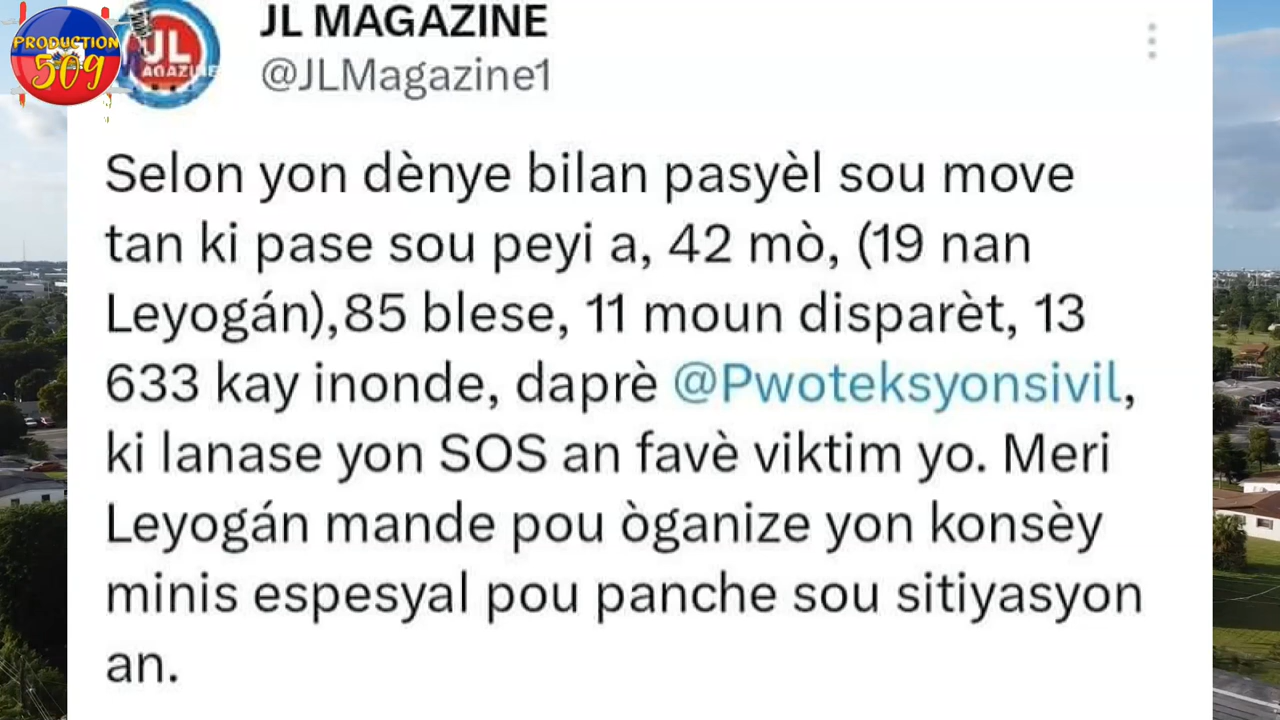 PRODUCTION
509
JL
JL MAGAZINE
@JLMagazine1
Selon yon dènye bilan pasyèl sou move
tan ki pase sou peyi a, 42 mò, (19 nan
Leyogán),85 blese, 11 moun disparèt, 13
633 kay inonde, daprè @Pwoteksyonsivil,
ki lanase yon SOS an favè viktim yo. Meri
Leyogán mande pou òganize yon konsèy
minis espesyal pou panche sou sitiyasyon
an.